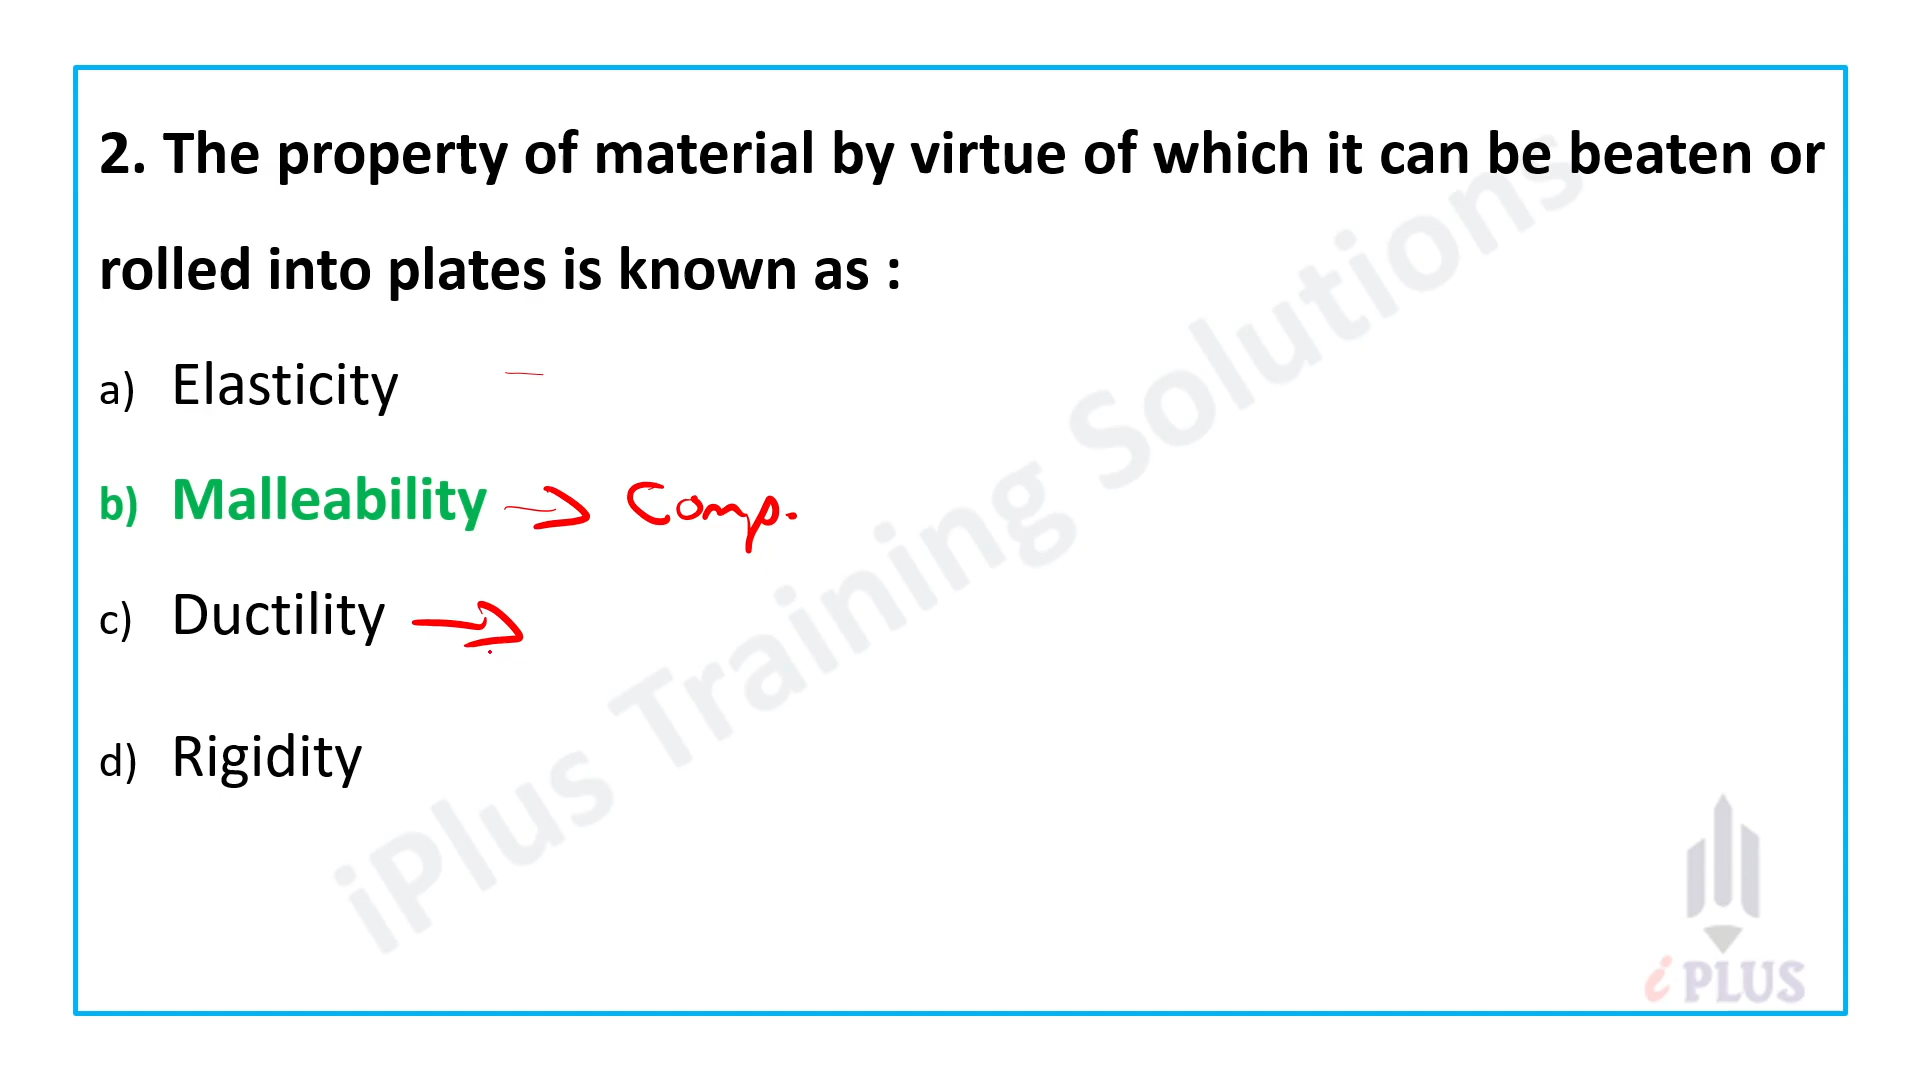 2. The property of material by virtue of which it can be beaten or
rolled into plates is known as :
a) Elasticity
b) Malleability → Comp.
c) Ductility →
d) Rigidity
iPlus Training Solutions
i PLUS